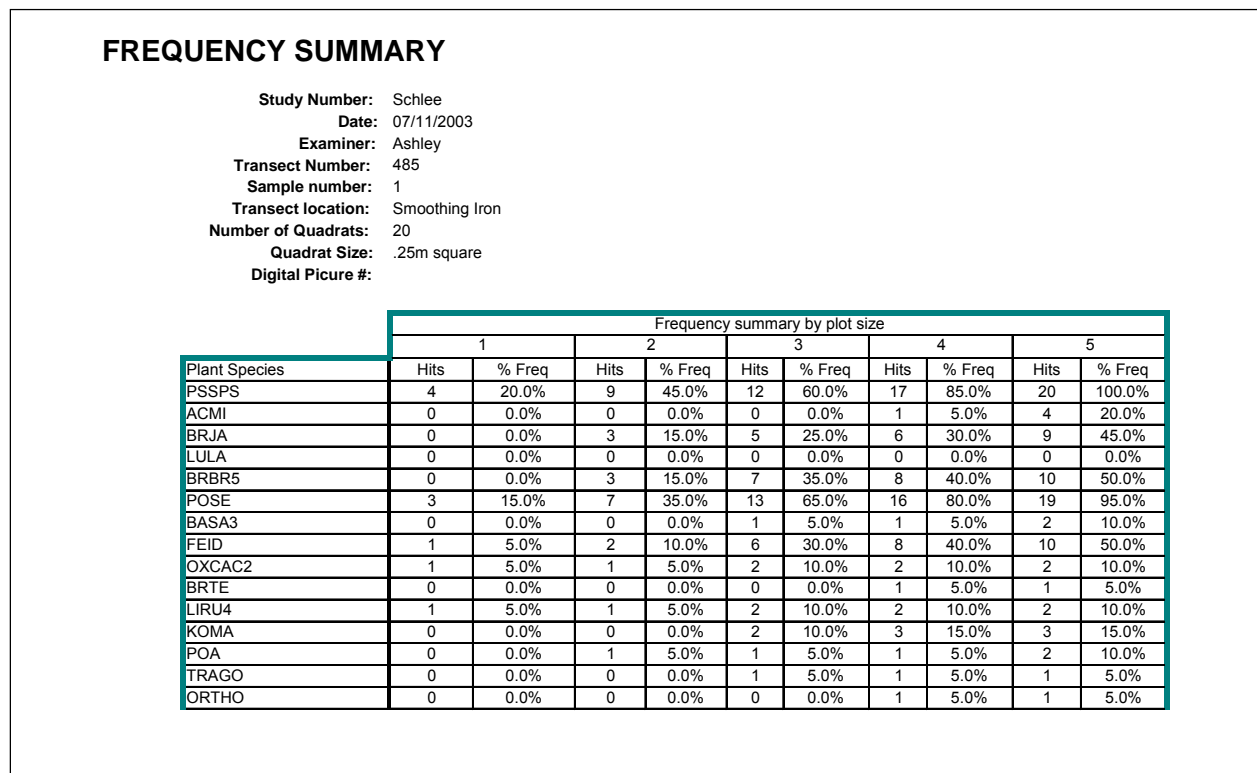 FREQUENCY SUMMARY
Study Number: Schlee
Date: 07/11/2003
Examiner: Ashley
Transect Number: 485
Sample number: 1
Transect location: Smoothing Iron
Number of Quadrats: 20
Quadrat Size: .25m square
Digital Picure #:
Frequency summary by plot size
1 2 3 4 5
Plant Species Hits % Freq Hits % Freq Hits % Freq Hits % Freq Hits % Freq
PSSPS 4 20.0% 9 45.0% 12 60.0% 17 85.0% 20 100.0%
ACMI 0 0.0% 0 0.0% 0 0.0% 1 5.0% 4 20.0%
BRJA 0 0.0% 3 15.0% 5 25.0% 6 30.0% 9 45.0%
LULA 0 0.0% 0 0.0% 0 0.0% 0 0.0% 0 0.0%
BRBR5 0 0.0% 3 15.0% 7 35.0% 8 40.0% 10 50.0%
POSE 3 15.0% 7 35.0% 13 65.0% 16 80.0% 19 95.0%
BASA3 0 0.0% 0 0.0% 1 5.0% 1 5.0% 2 10.0%
FEID 1 5.0% 2 10.0% 6 30.0% 8 40.0% 10 50.0%
OXCAC2 1 5.0% 1 5.0% 2 10.0% 2 10.0% 2 10.0%
BRTE 0 0.0% 0 0.0% 0 0.0% 1 5.0% 1 5.0%
LIRU4 1 5.0% 1 5.0% 2 10.0% 2 10.0% 2 10.0%
KOMA 0 0.0% 0 0.0% 2 10.0% 3 15.0% 3 15.0%
POA 0 0.0% 1 5.0% 1 5.0% 1 5.0% 2 10.0%
TRAGO 0 0.0% 0 0.0% 1 5.0% 1 5.0% 1 5.0%
ORTHO 0 0.0% 0 0.0% 0 0.0% 1 5.0% 1 5.0%